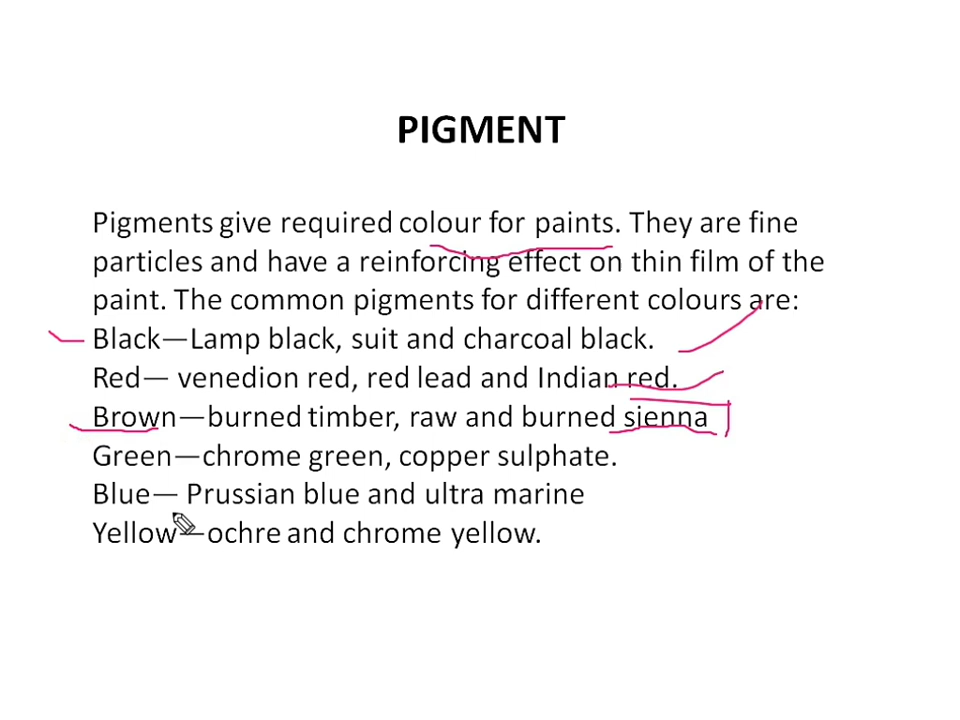 PIGMENT
Pigments give required colour for paints. They are fine
particles and have a reinforcing effect on thin film of the
paint. The common pigments for different colours are:
Black—Lamp black, suit and charcoal black.
Red— venedion red, red lead and Indian red.
Brown—burned timber, raw and burned sienna
Green—chrome green, copper sulphate.
Blue— Prussian blue and ultra marine
Yellow—ochre and chrome yellow.